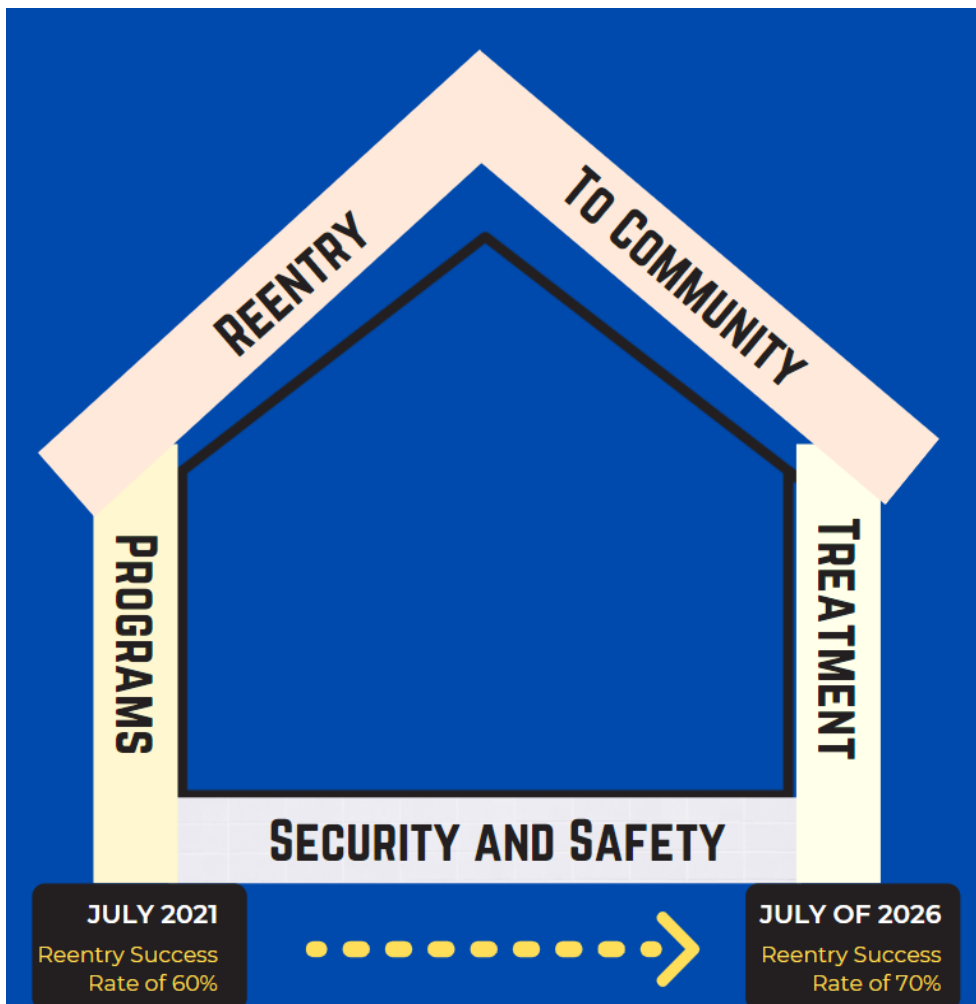 REENTRY
TO COMMUNITY
PROGRAMS
TREATMENT
SECURITY AND SAFETY
JULY 2021
Reentry Success
Rate of 60%
JULY OF 2026
Reentry Success
Rate of 70%